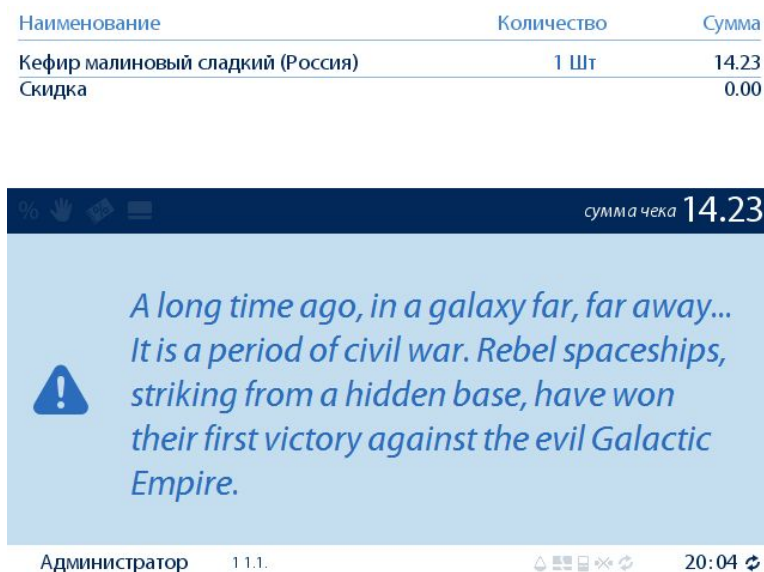 Наименование Количество Сумма
Кефир малиновый сладкий (Россия) 1 Шт 14.23
Скидка 0.00
% % сумма чека 14.23
A long time ago, in a galaxy far, far away...
It is a period of civil war. Rebel spaceships,
striking from a hidden base, have won
their first victory against the evil Galactic
Empire.
Администратор 1 1.1. 20:04